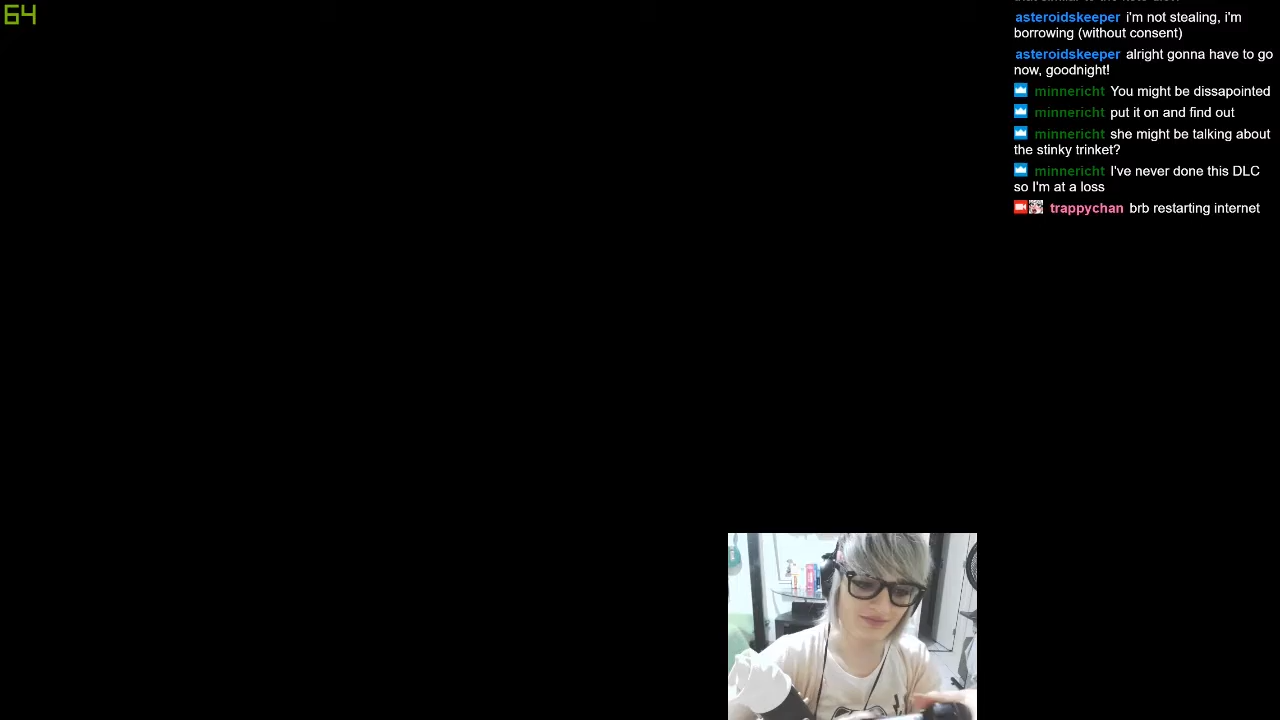 64
asteroidskeeper i'm not stealing, i'm
borrowing (without consent)
asteroidskeeper alright gonna have to go
now, goodnight!
minnericht You might be dissapointed
minnericht put it on and find out
minnericht she might be talking about
the stinky trinket?
minnericht I've never done this DLC
so I'm at a loss
trappychan brb restarting internet